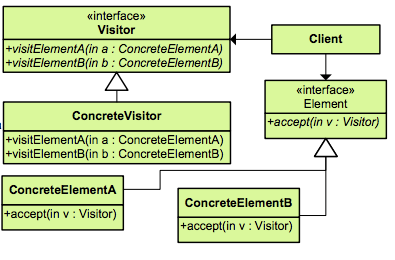 «interface»
Visitor
+visitElementA(in a : ConcreteElementA)
+visitElementB(in b : ConcreteElementB)
Client
«interface»
Element
+accept(in v : Visitor)
ConcreteVisitor
+visitElementA(in a : ConcreteElementA)
+visitElementB(in b : ConcreteElementB)
ConcreteElementA
+accept(in v : Visitor)
ConcreteElementB
+accept(in v : Visitor)